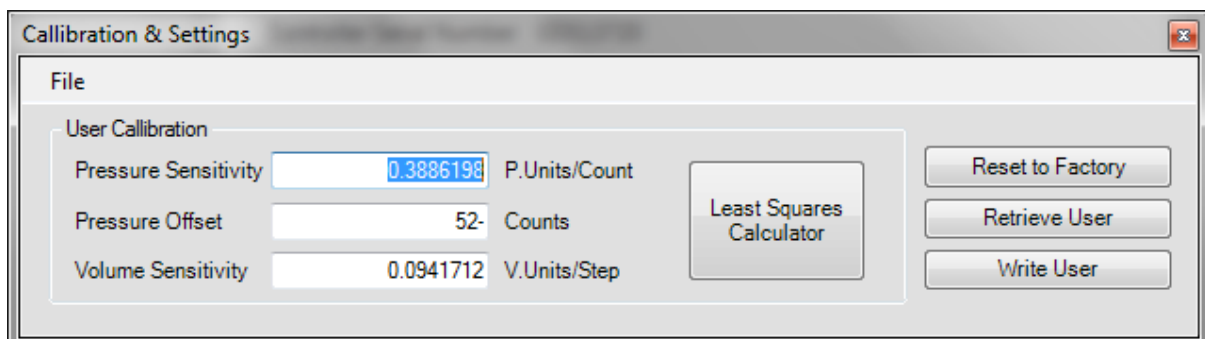 Callibration & Settings
File
User Callibration
Pressure Sensitivity 0.3886198 P.Units/Count
Pressure Offset 52- Counts
Volume Sensitivity 0.0941712 V.Units/Step
Least Squares
Calculator
Reset to Factory
Retrieve User
Write User